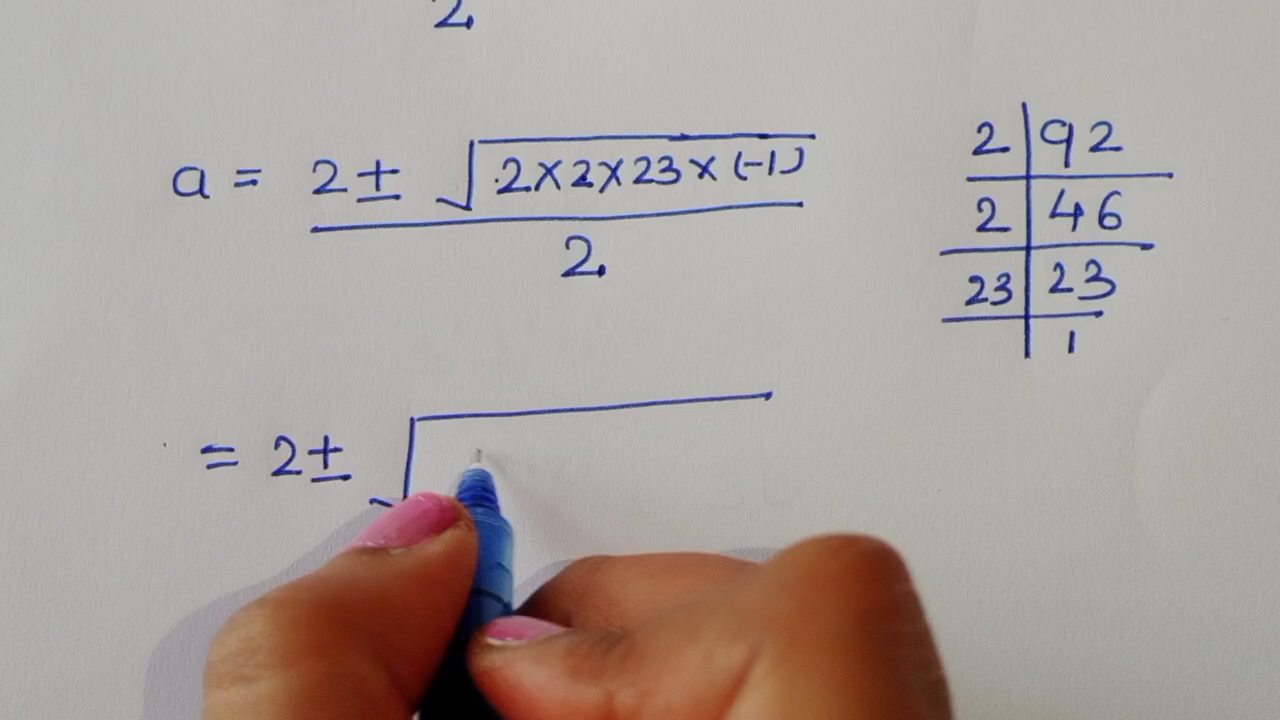 2
a = 2 ± √2×2×23×(-1)
2
2 | 92
2 | 46
23 | 23
1
= 2 ± √